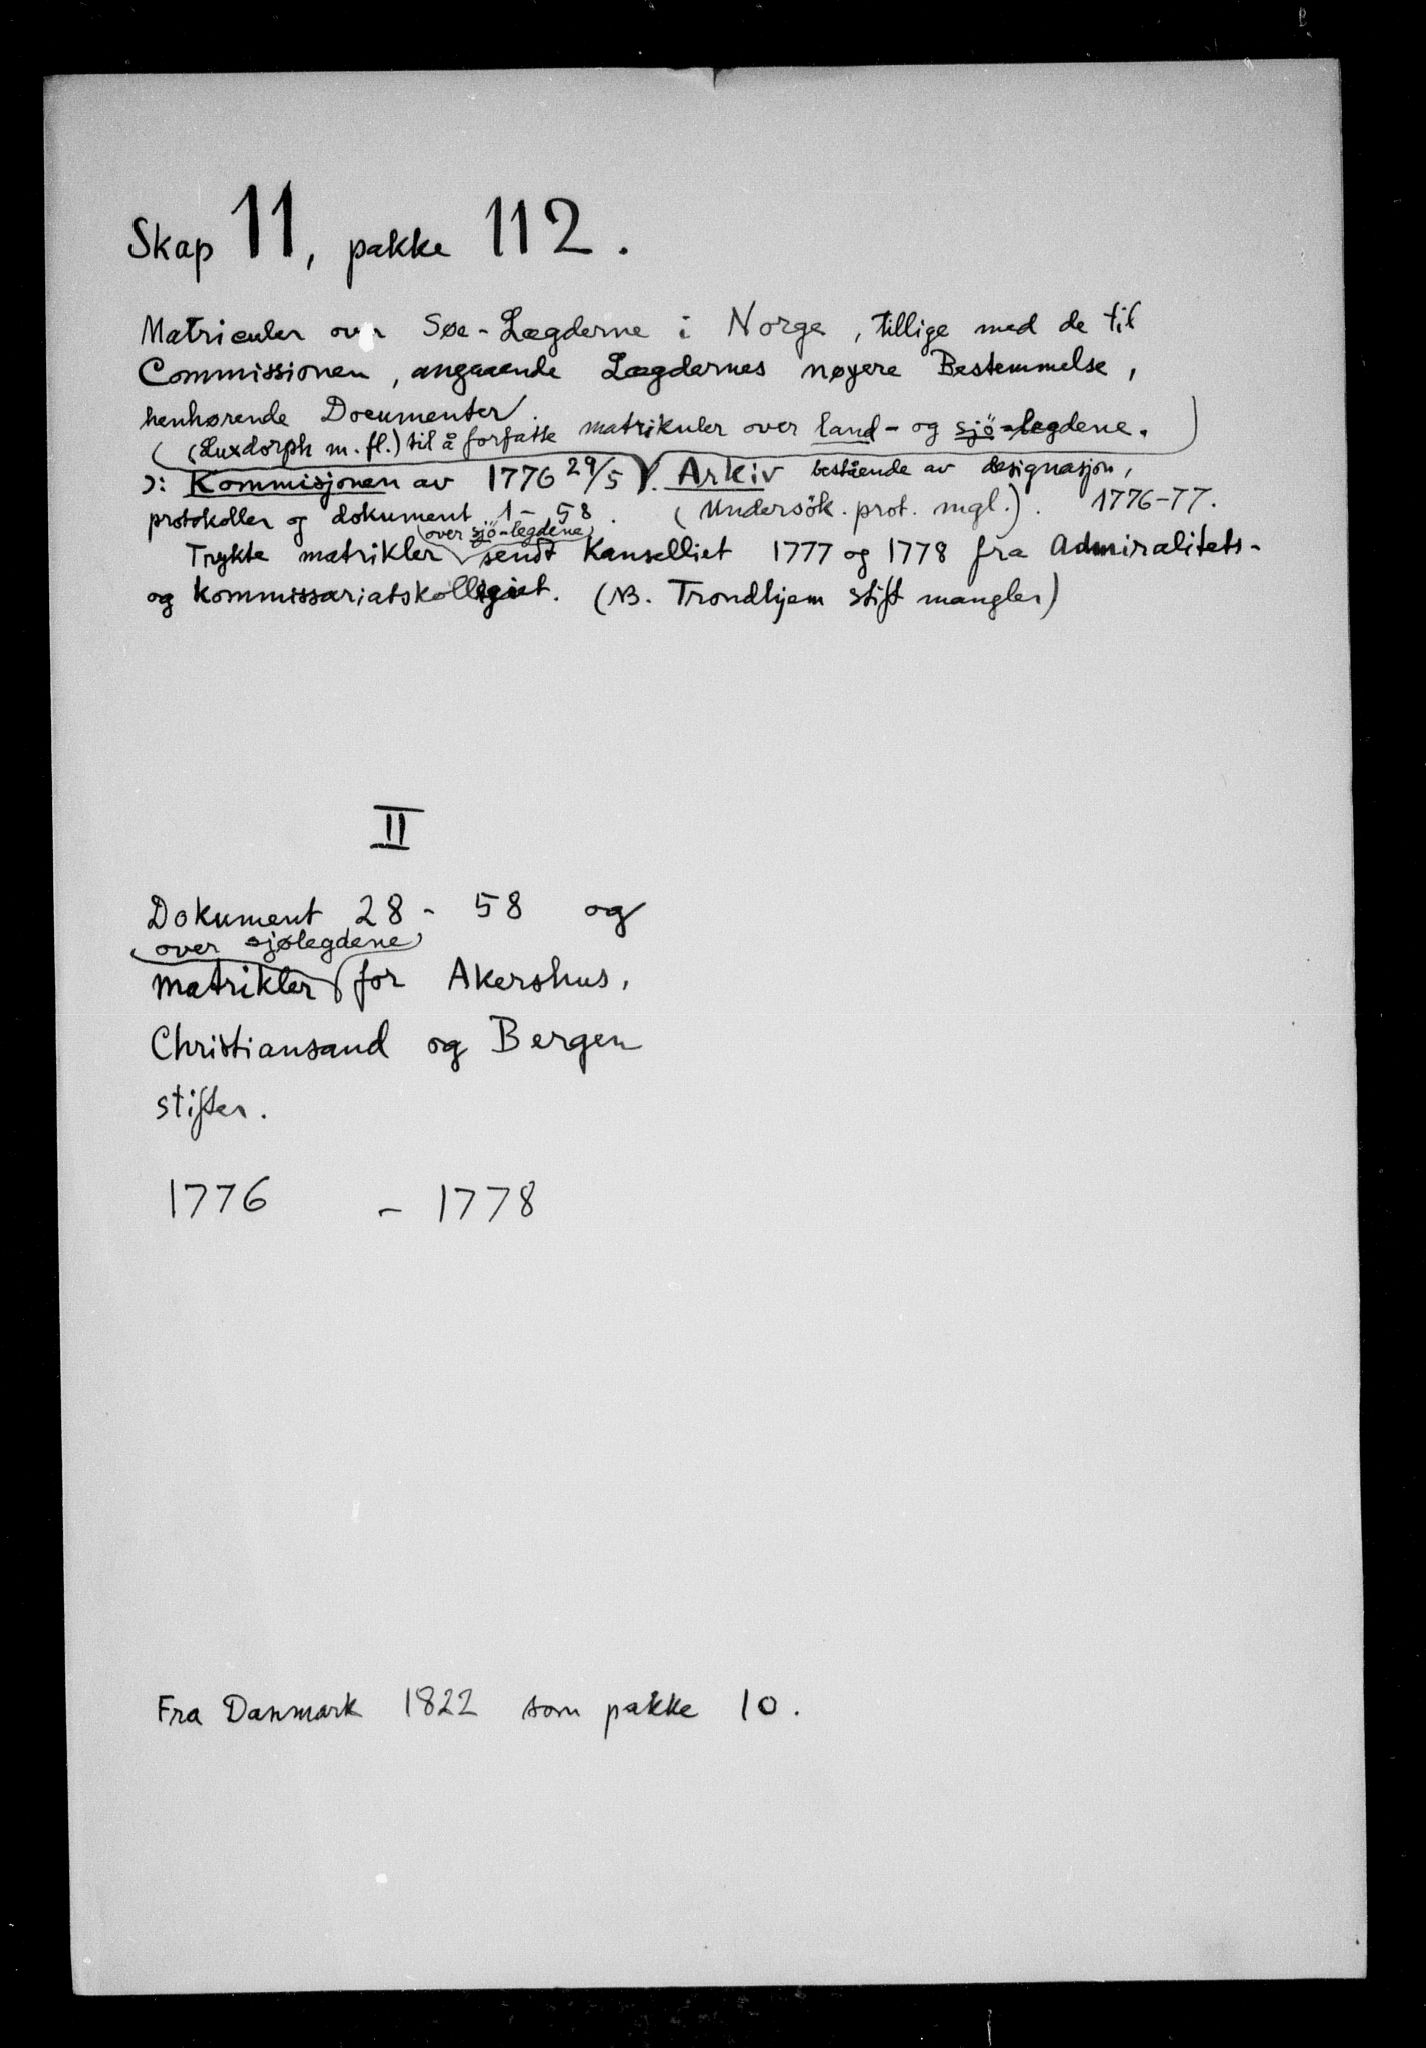 Skap 11, pakke 112.
Matriculer over Søe-Lægderne i Norge, tillige med de til
Commissionen, angaaende Lægdernes nøyere Bestemmelse,
henhørende Documenter.
(Luxdorph m.fl.) til å forfatte matrikuler over land- og sjö-legdene.
ɔ: Kommisjonen av 1776 29/5. Arkiv bestående av designasjon,
protokoller og dokument 1-58. (Undersök. prot. mgl.). 1776-77.
(over sjö-legdene)
Trykte matrikler sendt Kanselliet 1777 og 1778 fra Admiralitets-
og kommissariatskollegiet. (NB. Trondhjem stift mangler)
II
Dokument 28 - 58 og
over sjølegdene
matrikler for Akershus,
Christiansand og Bergen
stifter.
1776 - 1778
Fra Danmark 1822 som pakke 10.